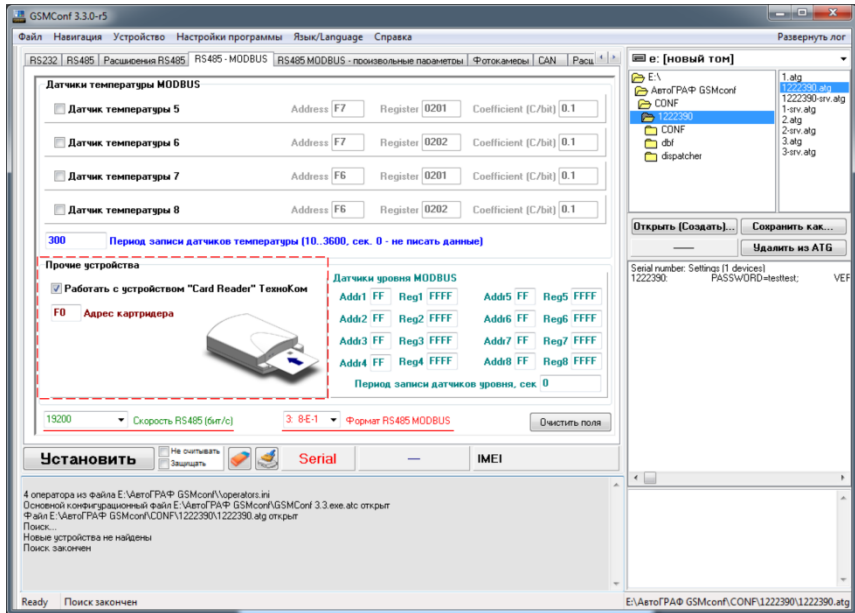 GSMConf 3.3.0-r5
Файл Навигация Устройство Настройки программы Язык/Language Справка Развернуть лог
RS232 RS485 Расширения RS485 RS485 - MODBUS RS485 MODBUS - произвольные параметры Фотокамеры CAN Расш
Датчики температуры MODBUS
Датчик температуры 5 Address F7 Register 0201 Coefficient (C/bit) 0.1
Датчик температуры 6 Address F7 Register 0202 Coefficient (C/bit) 0.1
Датчик температуры 7 Address F6 Register 0201 Coefficient (C/bit) 0.1
Датчик температуры 8 Address F6 Register 0202 Coefficient (C/bit) 0.1
300 Период записи датчиков температуры (10..3600, сек. 0 - не писать данные)
Прочие устройства
Работать с устройством "Card Reader" ТехноКом
F0 Адрес картридера
Датчики уровня MODBUS
Addr1 FF Reg1 FFFF Addr5 FF Reg5 FFFF
Addr2 FF Reg2 FFFF Addr6 FF Reg6 FFFF
Addr3 FF Reg3 FFFF Addr7 FF Reg7 FFFF
Addr4 FF Reg4 FFFF Addr8 FF Reg8 FFFF
Период записи датчиков уровня, сек 0
19200 Скорость RS485 (бит/с) 3: 8-E-1 Формат RS485 MODBUS Очистить поля
Установить Не считывать Serial — IMEI
Защищать
4 оператора из файла E:\АвтоГРАФ GSMconf\\operators.ini
Основной конфигурационный файл E:\АвтоГРАФ GSMconf\GSMConf 3.3.exe.atc открыт
Файл E:\АвтоГРАФ GSMconf\CONF\1222390\1222390.atg открыт
Поиск...
Новые устройства не найдены
Поиск закончен
e: [новый том]
E:\
АвтоГРАФ GSMconf
CONF
1222390
CONF
dbf
dispatcher
1.atg
1222390.atg
1222390-srv.atg
1-srv.atg
2.atg
2-srv.atg
3.atg
3-srv.atg
Открыть (Создать)... Сохранить как...
— Удалить из ATG
Serial number: Settings (1 devices)
1222390: PASSWORD=testtest; VER
Ready Поиск закончен E:\АвтоГРАФ GSMconf\CONF\1222390\1222390.atg